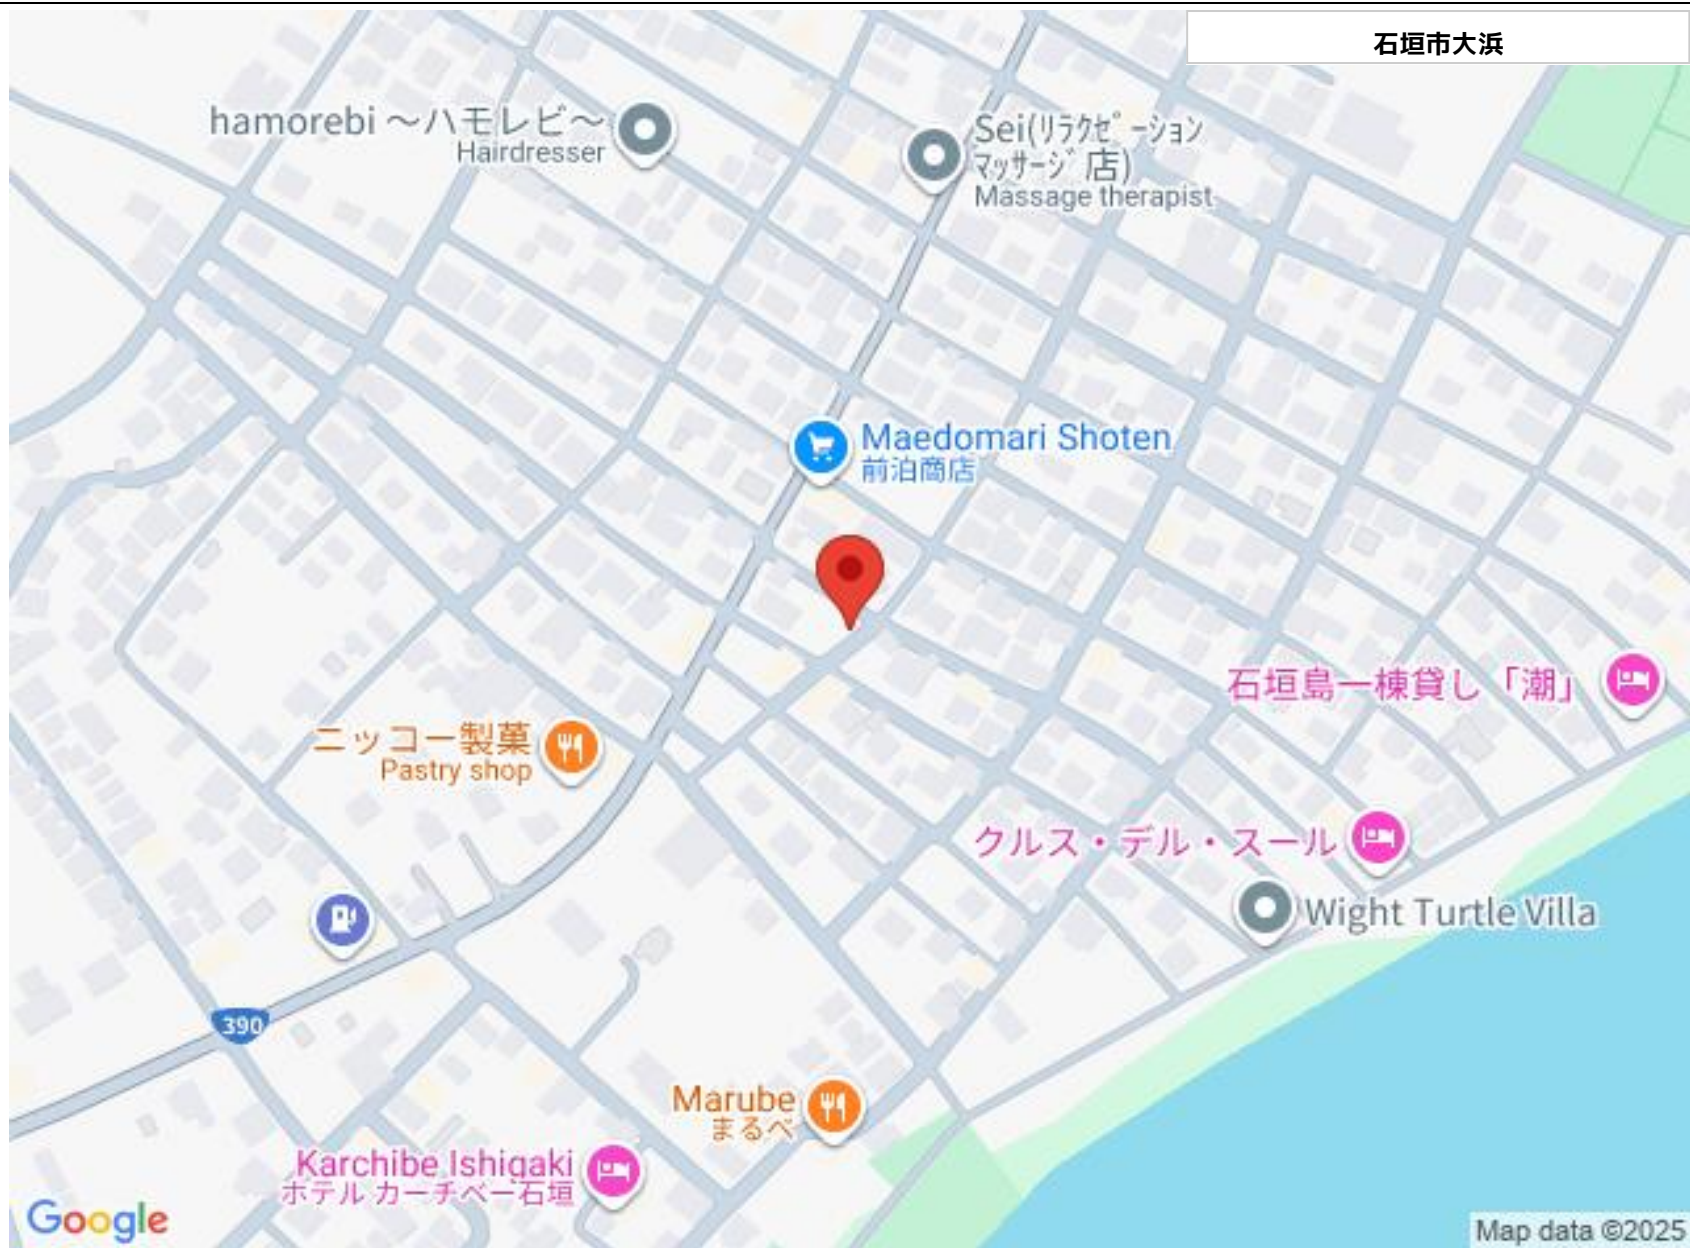 石垣市大浜
hamorebi ～ハモレビ～
Hairdresser
Sei(ﾘﾗｸｾﾞｰｼｮﾝ
ﾏｯｻｰｼﾞ店)
Massage therapist
Maedomari Shoten
前泊商店
石垣島一棟貸し「潮」
ニッコー製菓
Pastry shop
クルス・デル・スール
Wight Turtle Villa
390
Marube
まるべ
Karchibe Ishigaki
ホテル カーチベー石垣
Google
Map data ©2025